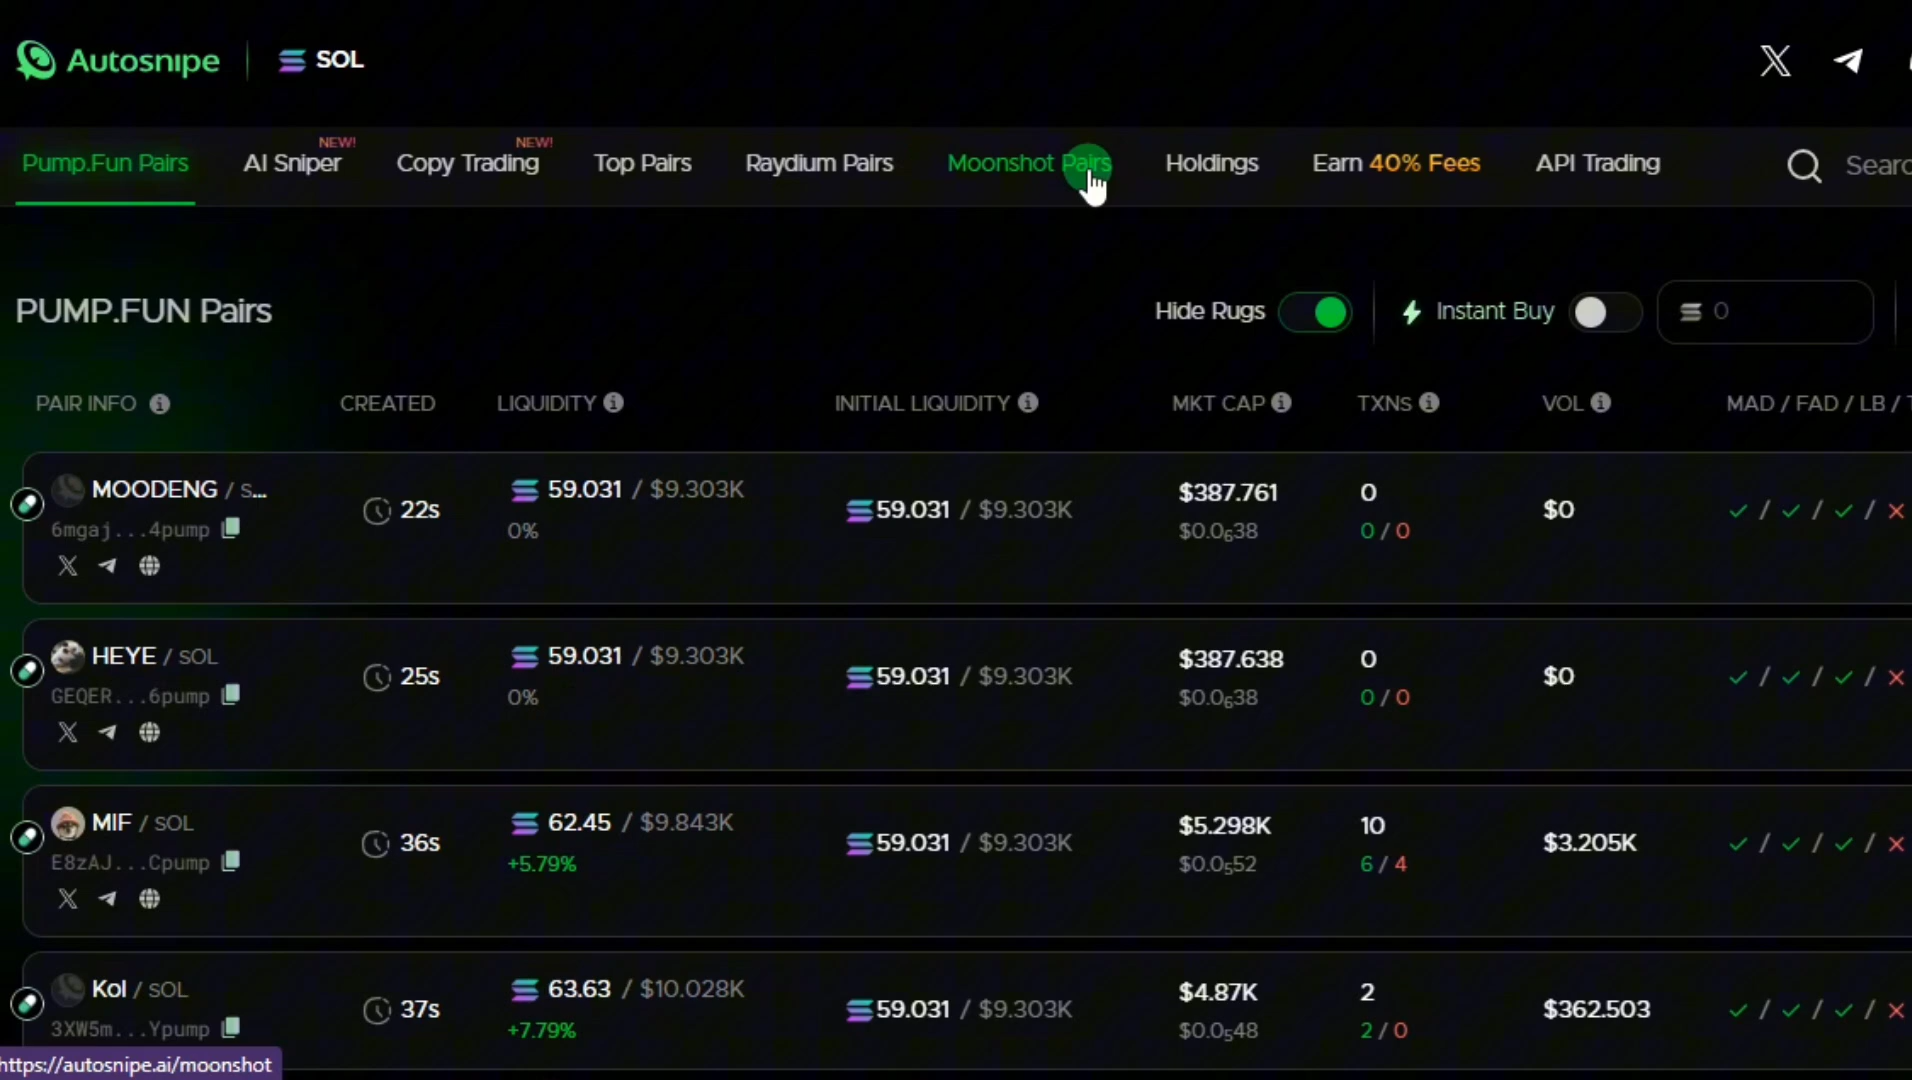 Autosnipe
SOL
NEW!
NEW!
Pump.Fun Pairs
AI Sniper
Copy Trading
Top Pairs
Raydium Pairs
Moonshot Pairs
Holdings
Earn 40% Fees
API Trading
PUMP.FUN Pairs
Hide Rugs
Instant Buy
0
PAIR INFO
CREATED
LIQUIDITY
INITIAL LIQUIDITY
MKT CAP
TXNs
VOL
MAD / FAD / LB /
MOODENG / S...
6mgaj...4pump
22s
59.031 / $9.303K
0%
59.031 / $9.303K
$387.761
$0.0₆38
0
0 / 0
$0
✓ / ✓ / ✓ / ✕
HEYE / SOL
GEQER...6pump
25s
59.031 / $9.303K
0%
59.031 / $9.303K
$387.638
$0.0₆38
0
0 / 0
$0
✓ / ✓ / ✓ / ✕
MIF / SOL
E8zAJ...Cpump
36s
62.45 / $9.843K
+5.79%
59.031 / $9.303K
$5.298K
$0.0₅52
10
6 / 4
$3.205K
✓ / ✓ / ✓ / ✕
Kol / SOL
3XW5m...Ypump
37s
63.63 / $10.028K
+7.79%
59.031 / $9.303K
$4.87K
$0.0₅48
2
2 / 0
$362.503
✓ / ✓ / ✓ / ✕
https://autosnipe.ai/moonshot